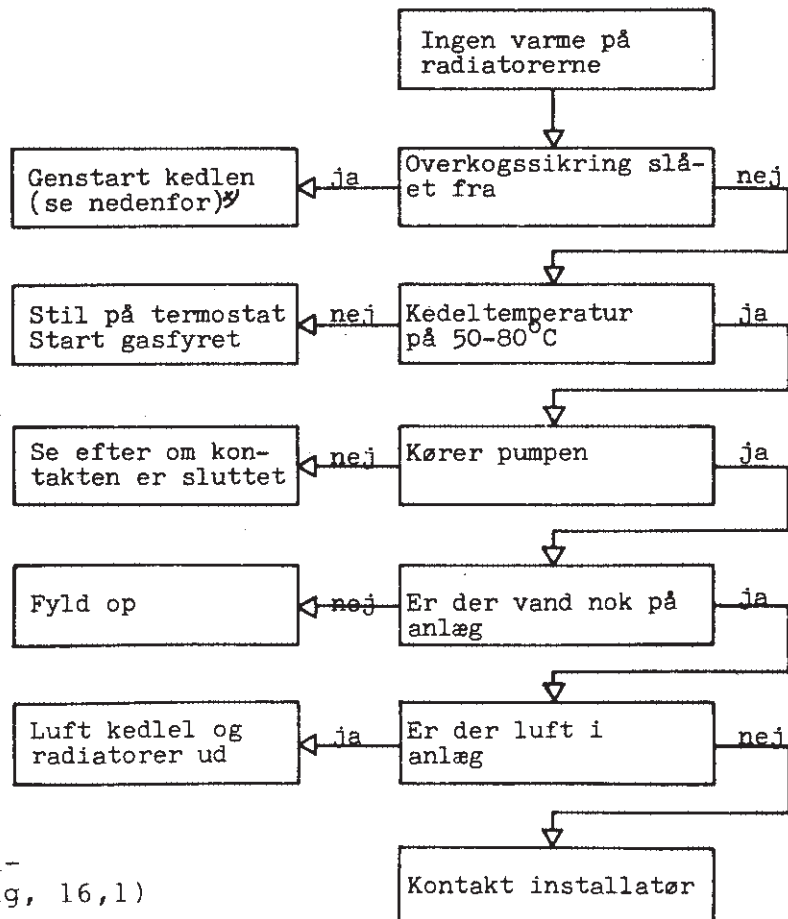 Ingen varme på
radiatorerne
Overkogssikring slå-
et fra
ja
nej
Genstart kedlen
(se nedenfor)x)
Kedeltemperatur
på 50-80°C
nej
ja
Stil på termostat
Start gasfyret
Kører pumpen
nej
ja
Se efter om kon-
takten er sluttet
Er der vand nok på
anlæg
nej
ja
Fyld op
Er der luft i
anlæg
ja
nej
Luft kedlel og
radiatorer ud
Kontakt installatør
g, 16,1)